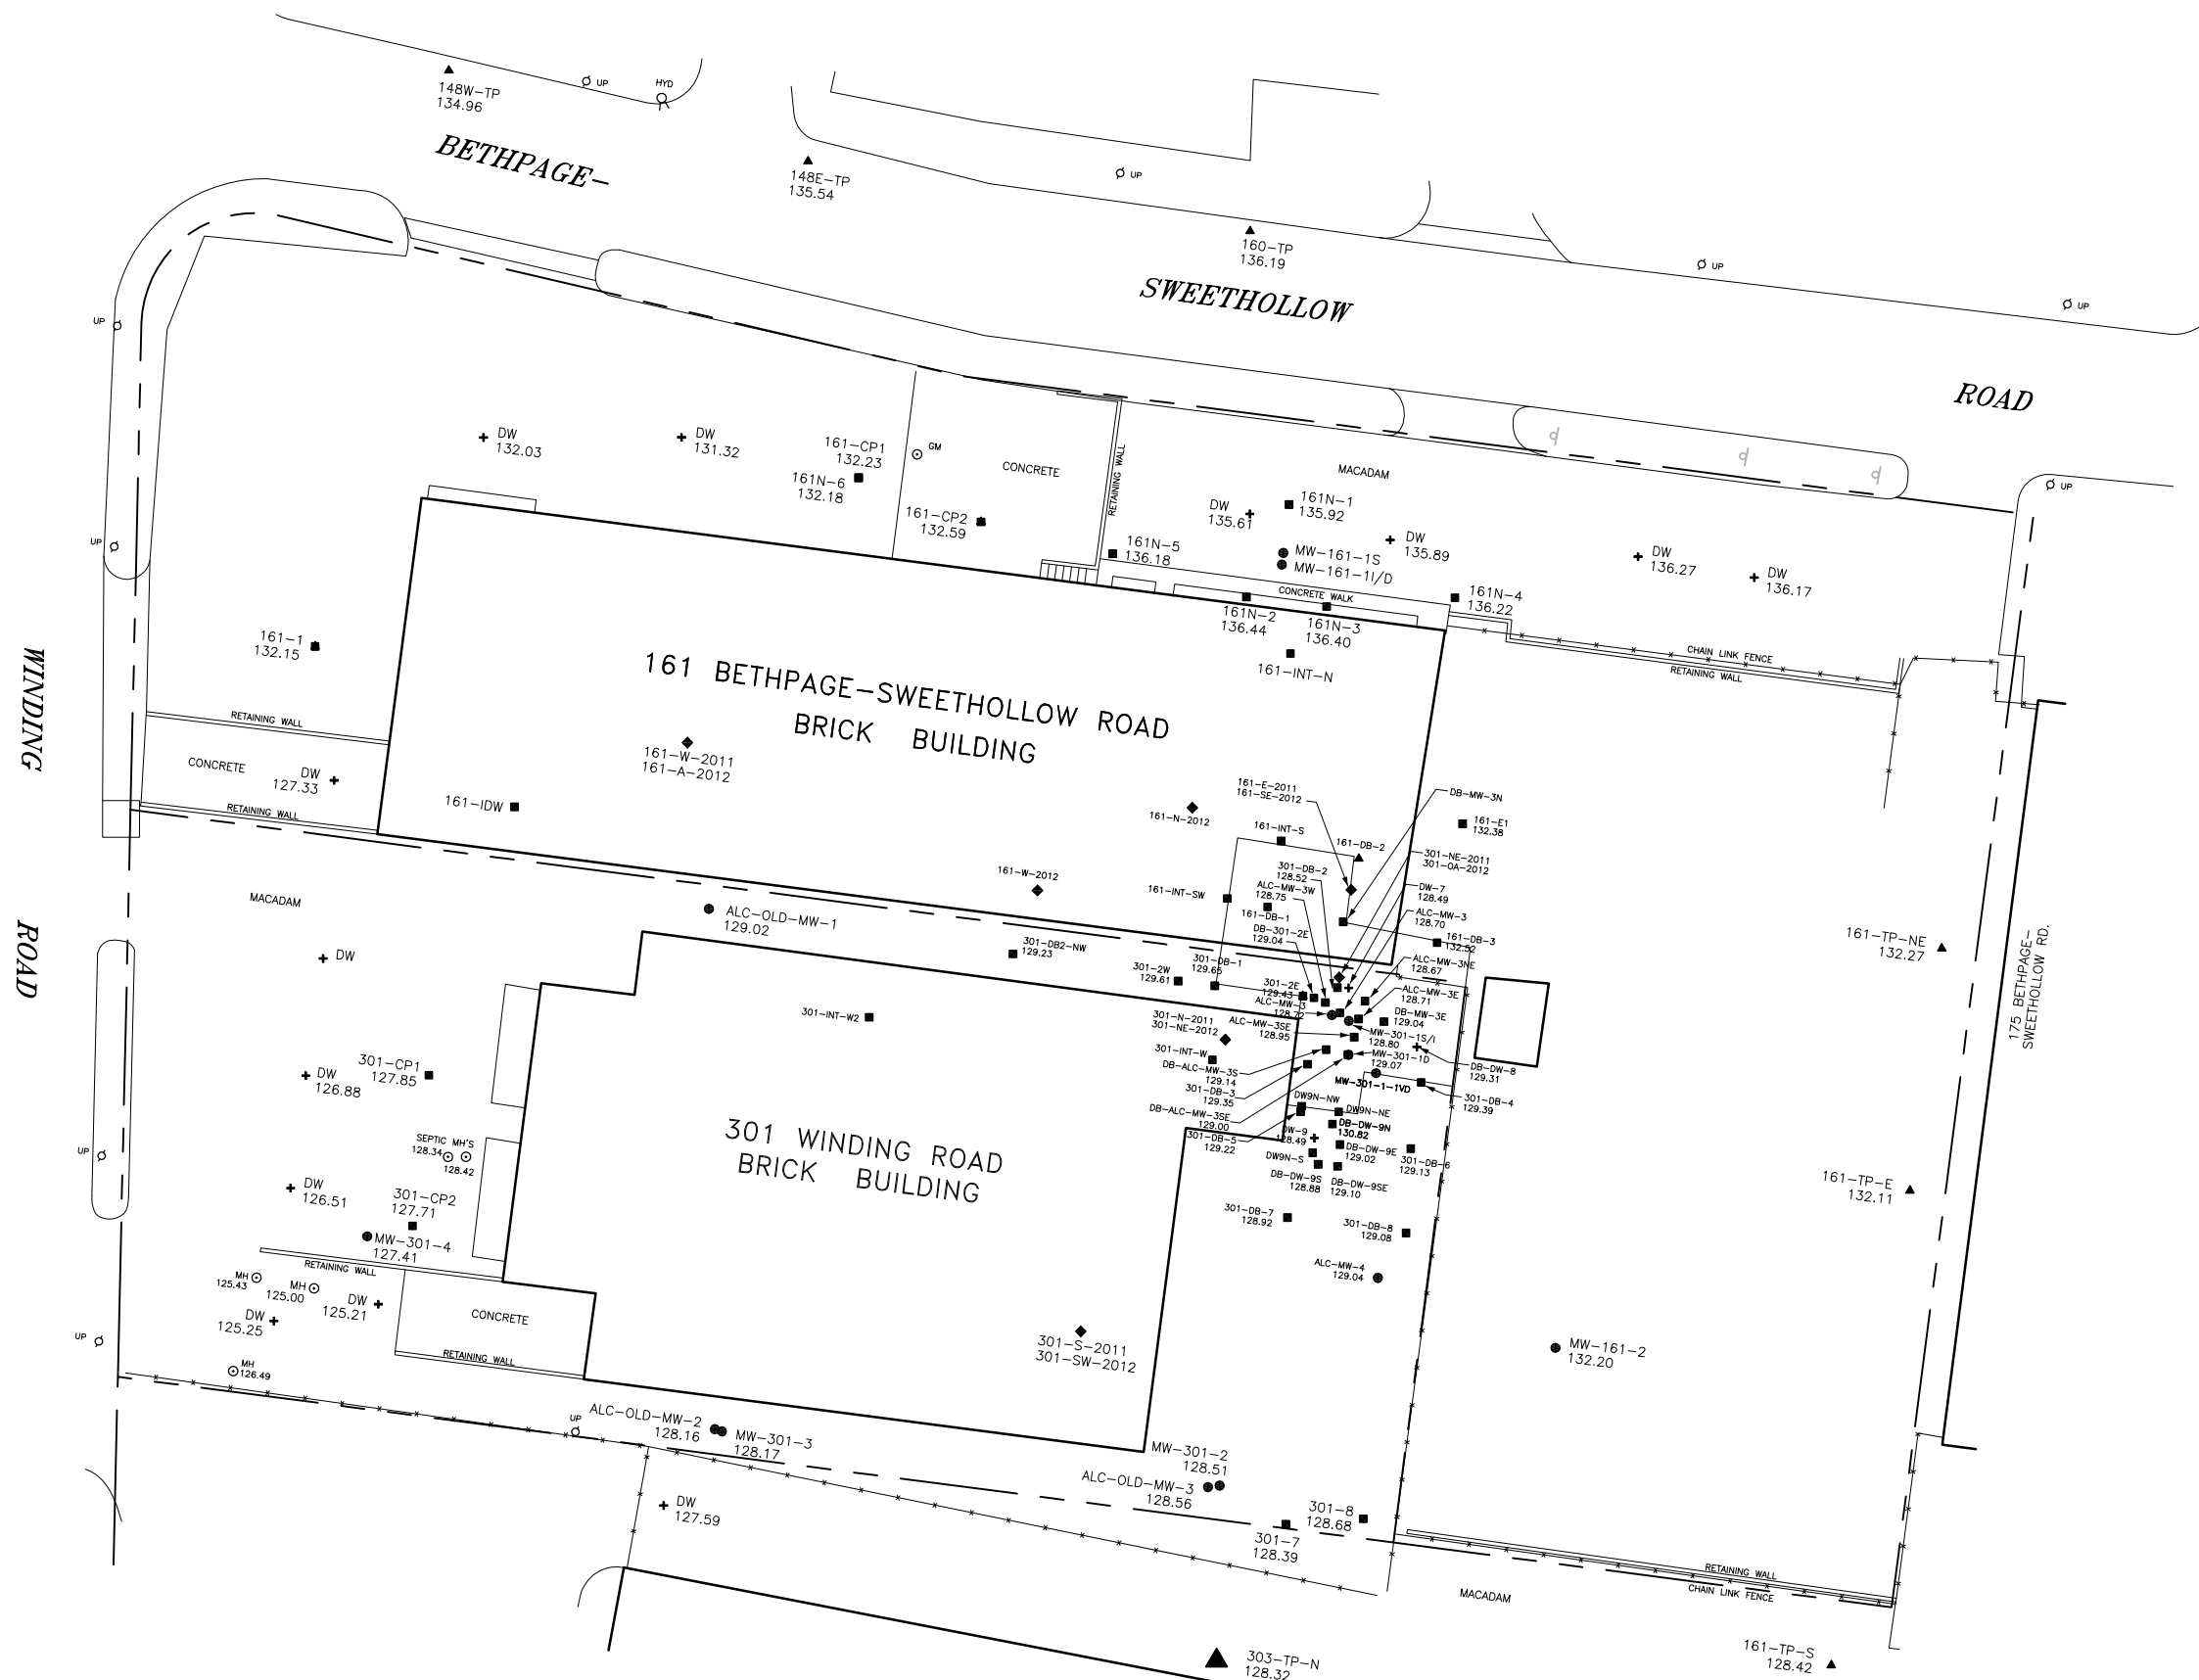 148W-TP
134.96
UP
HYD
BETHPAGE-
148E-TP
135.54
UP
160-TP
136.19
UP
UP
SWEETHOLLOW
ROAD
UP
UP
DW
132.03
DW
131.32
161-CP1
132.23
161N-6
132.18
GM
CONCRETE
161-CP2
132.59
RETAINING WALL
MACADAM
161N-1
135.92
DW
135.61
DW
135.89
161N-5
136.18
MW-161-1S
MW-161-1I/D
DW
136.27
DW
136.17
UP
CONCRETE WALK
161N-4
136.22
161N-2
136.44
161N-3
136.40
161-INT-N
CHAIN LINK FENCE
RETAINING WALL
WINDING
ROAD
161-1
132.15
RETAINING WALL
CONCRETE
DW
127.33
RETAINING WALL
161 BETHPAGE-SWEETHOLLOW ROAD
BRICK BUILDING
161-W-2011
161-A-2012
161-IDW
161-N-2012
161-E-2011
161-SE-2012
DB-MW-3N
161-E1
132.38
161-INT-S
161-DB-2
301-NE-2011
301-OA-2012
161-W-2012
161-INT-SW
301-DB-2
128.52
ALC-MW-3W
128.75
DW-7
128.49
ALC-MW-3
128.70
161-DB-1
DB-301-2E
129.04
161-DB-3
132.52
161-TP-NE
132.27
175 BETHPAGE-
SWEETHOLLOW RD.
MACADAM
ALC-OLD-MW-1
129.02
301-DB2-NW
129.23
301-DB-1
129.65
301-2W
129.61
301-2E
129.43
ALC-MW-3NE
128.67
ALC-MW-3
128.72
ALC-MW-3E
128.71
DB-MW-3E
129.04
DW
301-INT-W2
301-N-2011
301-NE-2012
ALC-MW-3SE
128.95
MW-301-1S/I
128.80
MW-301-1D
129.07
301-INT-W
DB-ALC-MW-3S
129.14
MW-301-1-1VD
DB-DW-8
129.31
301-CP1
127.85
DW
126.88
301-DB-3
129.35
DW9N-NW
DW9N-NE
301-DB-4
129.39
DB-ALC-MW-3SE
129.00
DB-DW-9N
130.82
301 WINDING ROAD
BRICK BUILDING
SEPTIC MH'S
128.34
128.42
301-DB-5
129.22
DW-9
128.49
DB-DW-9E
129.02
301-DB-6
129.13
DW9N-S
DB-DW-9S
128.88
DB-DW-9SE
129.10
161-TP-E
132.11
DW
126.51
301-CP2
127.71
UP
MW-301-4
127.41
301-DB-7
128.92
301-DB-8
129.08
RETAINING WALL
MH
125.43
MH
125.00
DW
125.21
DW
125.25
CONCRETE
ALC-MW-4
129.04
UP
RETAINING WALL
MH
126.49
301-S-2011
301-SW-2012
MW-161-2
132.20
UP
ALC-OLD-MW-2
128.16
MW-301-3
128.17
MW-301-2
128.51
ALC-OLD-MW-3
128.56
DW
127.59
301-7
128.39
301-8
128.68
RETAINING WALL
CHAIN LINK FENCE
MACADAM
303-TP-N
128.32
161-TP-S
128.42